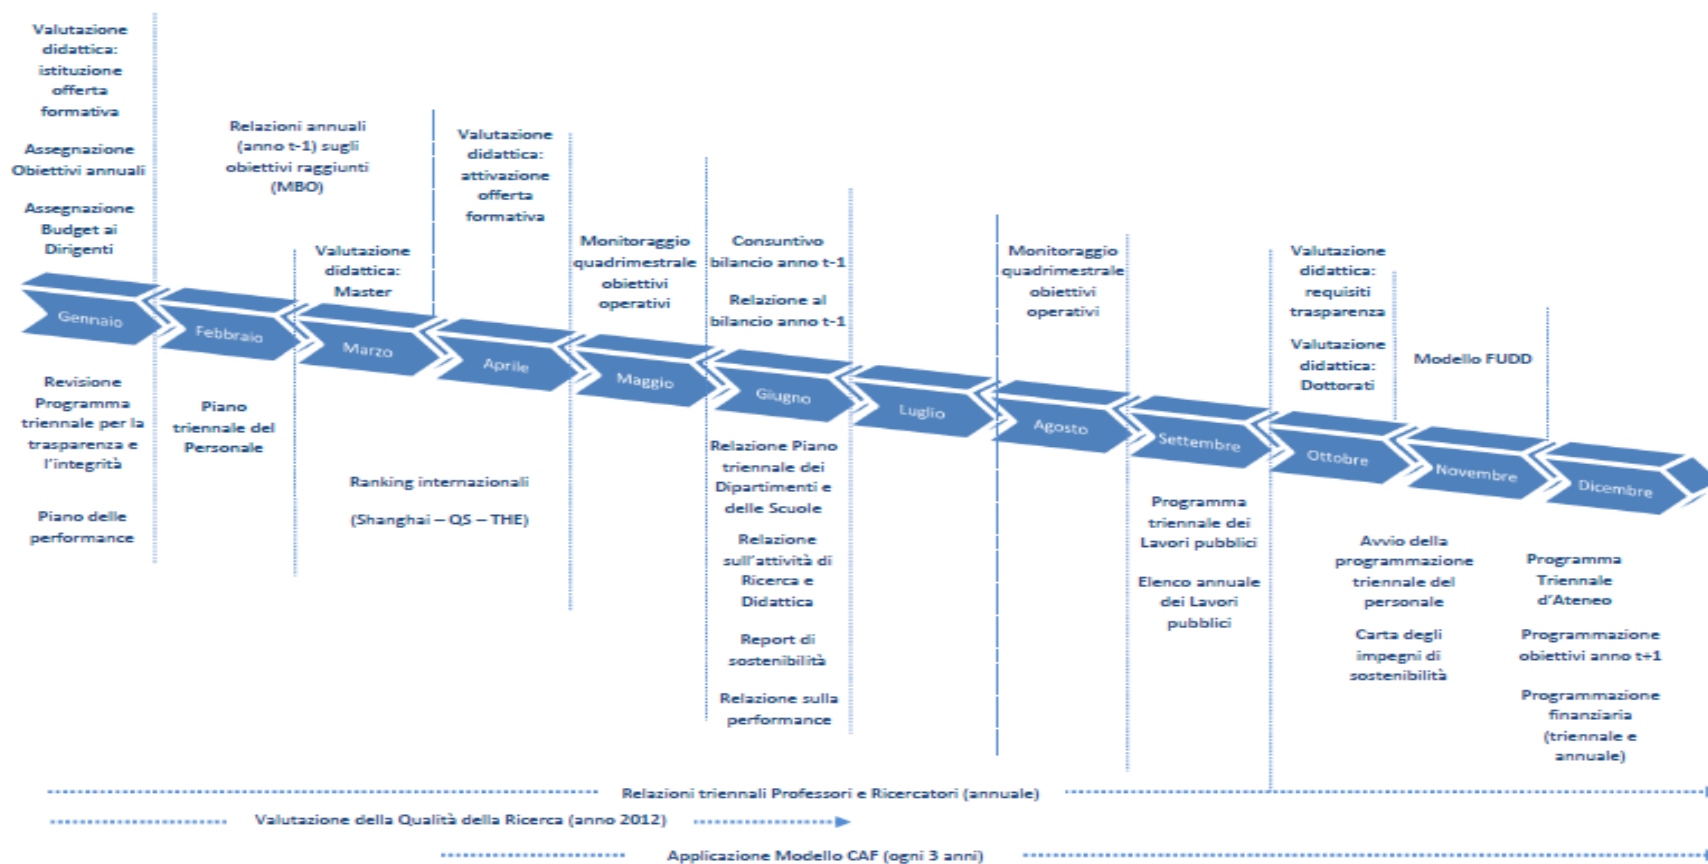 Valutazione
didattica:
istituzione
offerta
formativa
Assegnazione
Obiettivi annuali
Assegnazione
Budget ai
Dirigenti
Relazioni annuali
(anno t-1) sugli
obiettivi raggiunti
(MBO)
Valutazione
didattica:
Master
Valutazione
didattica:
attivazione
offerta
formativa
Monitoraggio
quadrimestrale
obiettivi
operativi
Consuntivo
bilancio anno t-1
Relazione al
bilancio anno t-1
Monitoraggio
quadrimestrale
obiettivi
operativi
Valutazione
didattica:
requisiti
trasparenza
Valutazione
didattica:
Dottorati
Modello FUDD
Gennaio
Febbraio
Marzo
Aprile
Maggio
Giugno
Luglio
Agosto
Settembre
Ottobre
Novembre
Dicembre
Revisione
Programma
triennale per la
trasparenza e
l'integrità
Piano delle
performance
Piano
triennale del
Personale
Ranking internazionali
(Shanghai – QS – THE)
Relazione Piano
triennale dei
Dipartimenti e
delle Scuole
Relazione
sull'attività di
Ricerca e
Didattica
Report di
sostenibilità
Relazione sulla
performance
Programma
triennale dei
Lavori pubblici
Elenco annuale
dei Lavori
pubblici
Avvio della
programmazione
triennale del
personale
Carta degli
impegni di
sostenibilità
Programma
Triennale
d'Ateneo
Programmazione
obiettivi anno t+1
Programmazione
finanziaria
(triennale e
annuale)
Relazioni triennali Professori e Ricercatori (annuale)
Valutazione della Qualità della Ricerca (anno 2012)
Applicazione Modello CAF (ogni 3 anni)